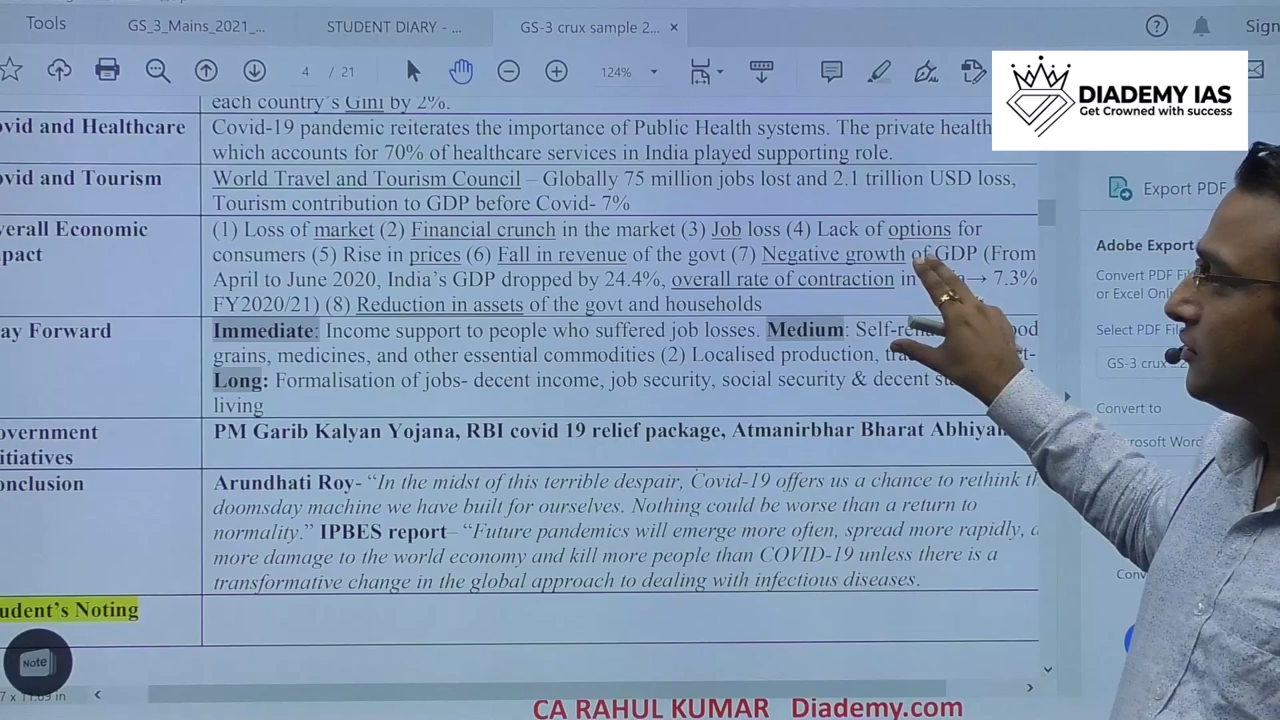 Tools
GS_3_Mains_2021_...
STUDENT DIARY - ...
GS-3 crux sample 2...
Sign
4 / 21
124%
DIADEMY IAS
Get Crowned with success
each country's Gini by 2%.
ovid and Healthcare
Covid-19 pandemic reiterates the importance of Public Health systems. The private health
which accounts for 70% of healthcare services in India played supporting role.
ovid and Tourism
World Travel and Tourism Council – Globally 75 million jobs lost and 2.1 trillion USD loss,
Tourism contribution to GDP before Covid- 7%
verall Economic
pact
(1) Loss of market (2) Financial crunch in the market (3) Job loss (4) Lack of options for
consumers (5) Rise in prices (6) Fall in revenue of the govt (7) Negative growth of GDP (From
April to June 2020, India's GDP dropped by 24.4%, overall rate of contraction in → 7.3%
FY2020/21) (8) Reduction in assets of the govt and households
ay Forward
Immediate: Income support to people who suffered job losses. Medium: ood
grains, medicines, and other essential commodities (2) Localised production,
Long: Formalisation of jobs- decent income, job security, social security & decent
living
overnment
itiatives
PM Garib Kalyan Yojana, RBI covid 19 relief package, Atmanirbhar Bharat Abhiyan
onclusion
Arundhati Roy- “In the midst of this terrible despair, Covid-19 offers us a chance to rethink th
doomsday machine we have built for ourselves. Nothing could be worse than a return to
normality.” IPBES report– “Future pandemics will emerge more often, spread more rapidly,
more damage to the world economy and kill more people than COVID-19 unless there is a
transformative change in the global approach to dealing with infectious diseases.
udent's Noting
Note
7 x 11.69 in
Export PDF
Adobe Export
Convert PDF Fil
or Excel Onli
Select PDF Fi
GS-3 crux
Convert to
rosoft Word
CA RAHUL KUMAR Diademy.com